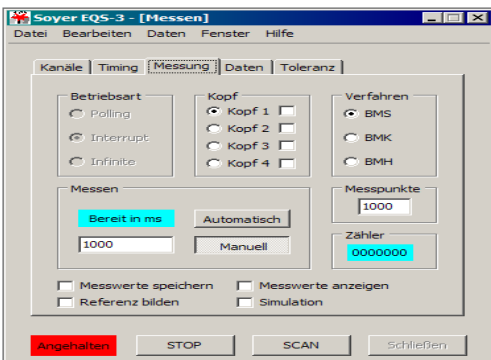 Soyer EQS-3 - [Messen]
Datei Bearbeiten Daten Fenster Hilfe
Kanäle Timing Messung Daten Toleranz
Betriebsart
Polling
Interrupt
Infinite
Kopf
Kopf 1
Kopf 2
Kopf 3
Kopf 4
Verfahren
BMS
BMK
BMH
Messen
Bereit in ms
Automatisch
1000
Manuell
Messpunkte
1000
Zähler
0000000
Messwerte speichern
Messwerte anzeigen
Referenz bilden
Simulation
Angehalten
STOP
SCAN
Schließen